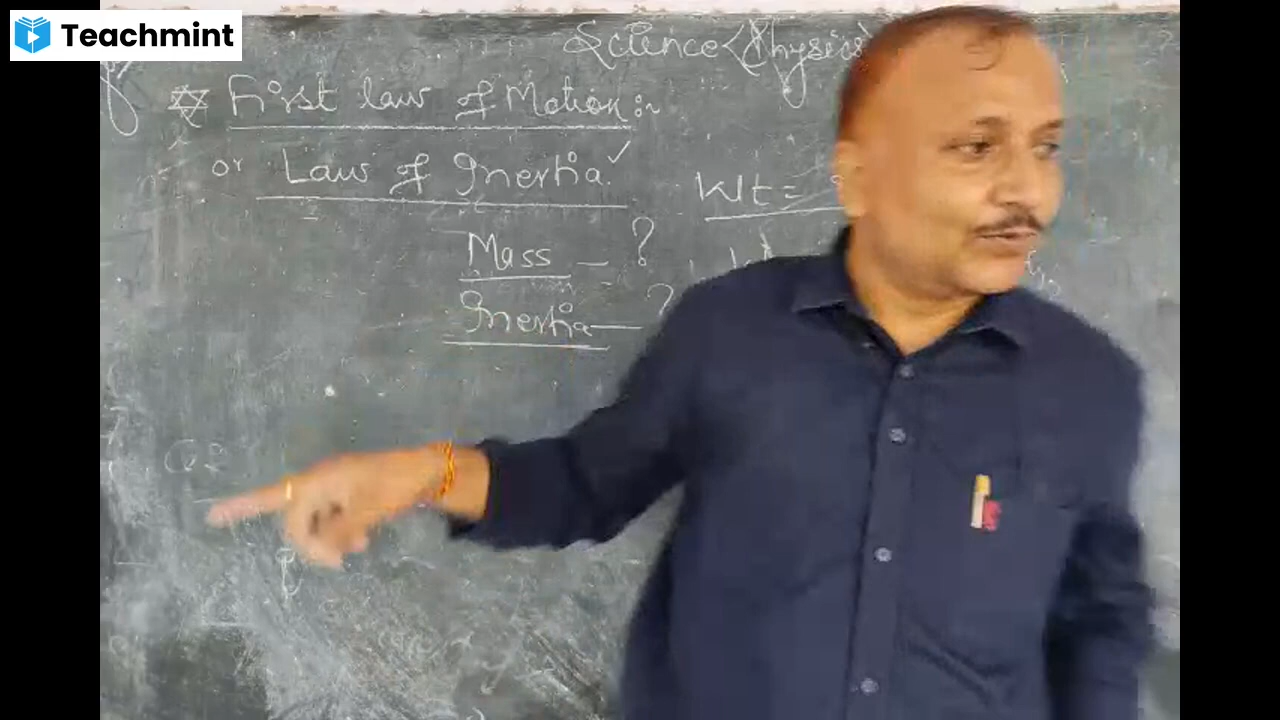 Teachmint
Science (Physics)
First law of Motion:-
or Law of Inertia ✓
Wt =
Mass — ?
Inertia — ?